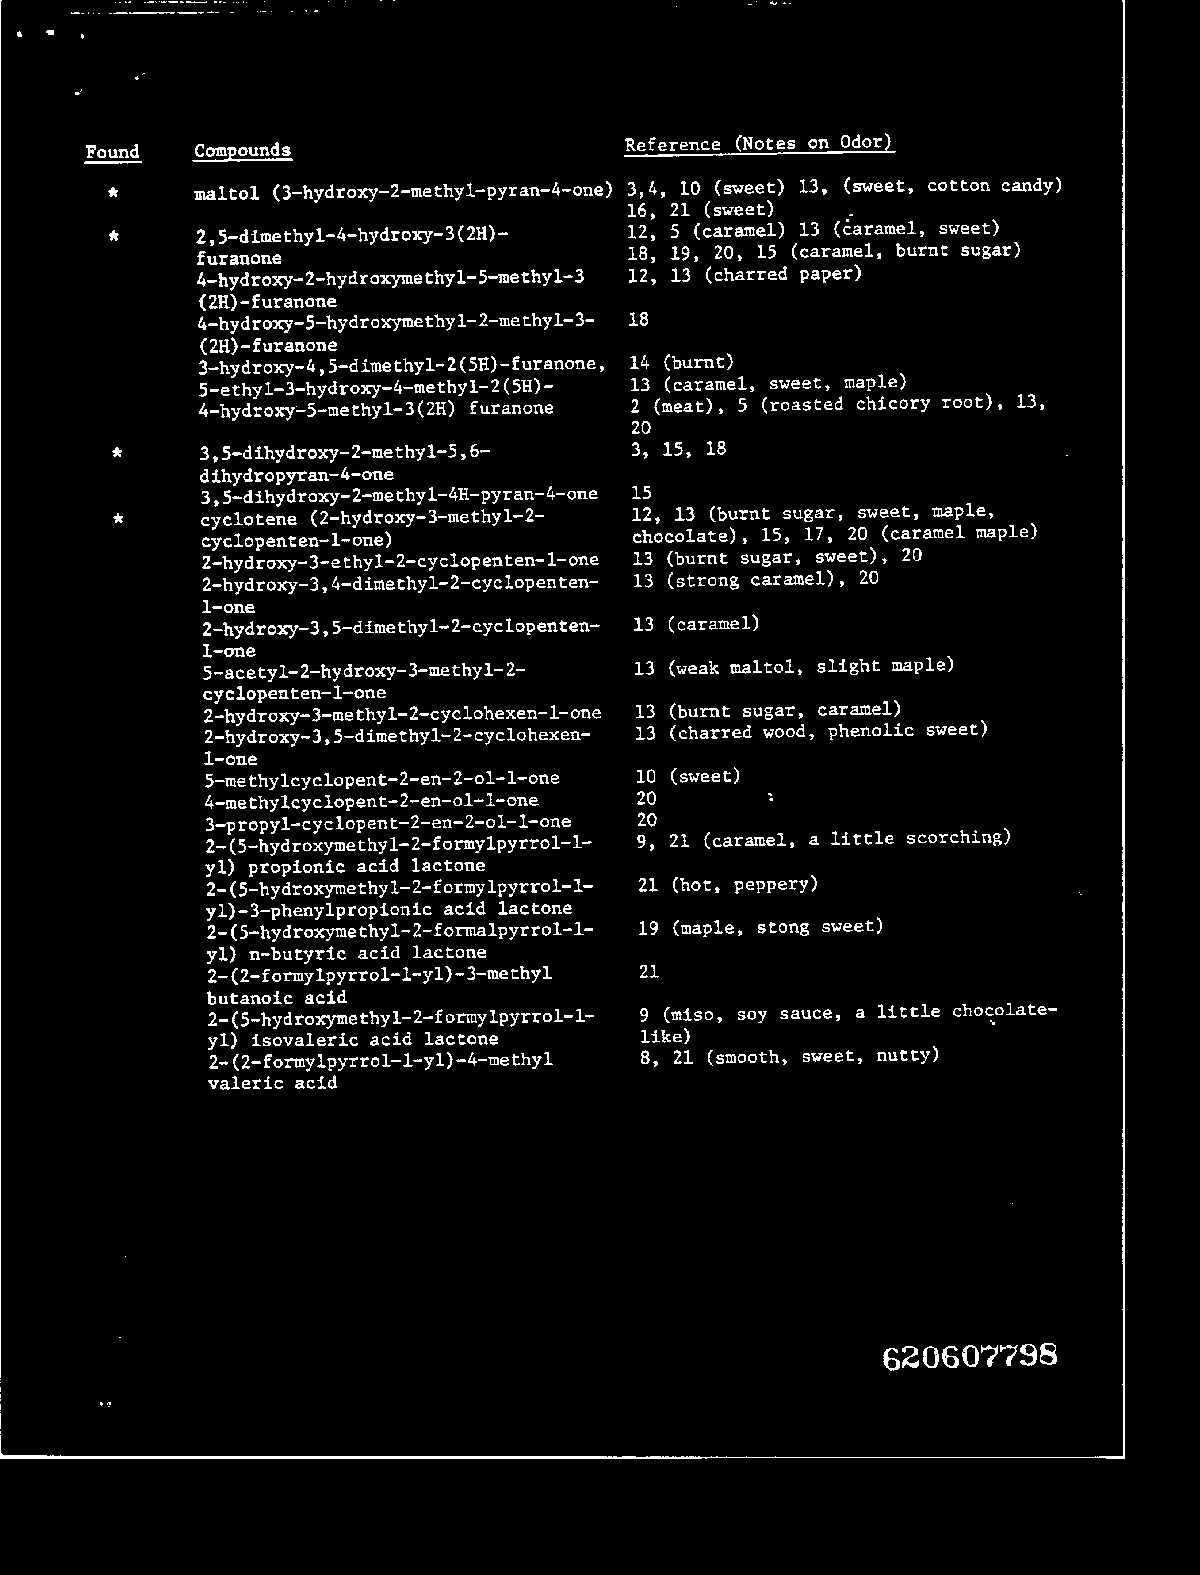 Found Compounds Reference (Notes on Odor)
* maltol (3-hydroxy-2-methyl-pyran-4-one) 3,4, 10 (sweet) 13, (sweet, cotton candy)
16, 21 (sweet)
* 2,5-dimethyl-4-hydroxy-3(2H)- 12, 5 (caramel) 13 (caramel, sweet)
furanone 18, 19, 20, 15 (caramel, burnt sugar)
4-hydroxy-2-hydroxymethyl-5-methyl-3 12, 13 (charred paper)
(2H)-furanone
4-hydroxy-5-hydroxymethyl-2-methyl-3- 18
(2H)-furanone
3-hydroxy-4,5-dimethyl-2(5H)-furanone, 14 (burnt)
5-ethyl-3-hydroxy-4-methyl-2(5H)- 13 (caramel, sweet, maple)
4-hydroxy-5-methyl-3(2H) furanone 2 (meat), 5 (roasted chicory root), 13,
20
* 3,5-dihydroxy-2-methyl-5,6- 3, 15, 18
dihydropyran-4-one
3,5-dihydroxy-2-methyl-4H-pyran-4-one 15
* cyclotene (2-hydroxy-3-methyl-2- 12, 13 (burnt sugar, sweet, maple,
cyclopenten-1-one) chocolate), 15, 17, 20 (caramel maple)
2-hydroxy-3-ethyl-2-cyclopenten-1-one 13 (burnt sugar, sweet), 20
2-hydroxy-3,4-dimethyl-2-cyclopenten- 13 (strong caramel), 20
1-one
2-hydroxy-3,5-dimethyl-2-cyclopenten- 13 (caramel)
1-one
5-acetyl-2-hydroxy-3-methyl-2- 13 (weak maltol, slight maple)
cyclopenten-1-one
2-hydroxy-3-methyl-2-cyclohexen-1-one 13 (burnt sugar, caramel)
2-hydroxy-3,5-dimethyl-2-cyclohexen- 13 (charred wood, phenolic sweet)
1-one
5-methylcyclopent-2-en-2-ol-1-one 10 (sweet)
4-methylcyclopent-2-en-ol-1-one 20
3-propyl-cyclopent-2-en-2-ol-1-one 20
2-(5-hydroxymethyl-2-formylpyrrol-1- 9, 21 (caramel, a little scorching)
yl) propionic acid lactone
2-(5-hydroxymethyl-2-formylpyrrol-1- 21 (hot, peppery)
yl)-3-phenylpropionic acid lactone
2-(5-hydroxymethyl-2-formalpyrrol-1- 19 (maple, stong sweet)
yl) n-butyric acid lactone
2-(2-formylpyrrol-1-yl)-3-methyl 21
butanoic acid
2-(5-hydroxymethyl-2-formylpyrrol-1- 9 (miso, soy sauce, a little chocolate-
yl) isovaleric acid lactone like)
2-(2-formylpyrrol-1-yl)-4-methyl 8, 21 (smooth, sweet, nutty)
valeric acid
620607798